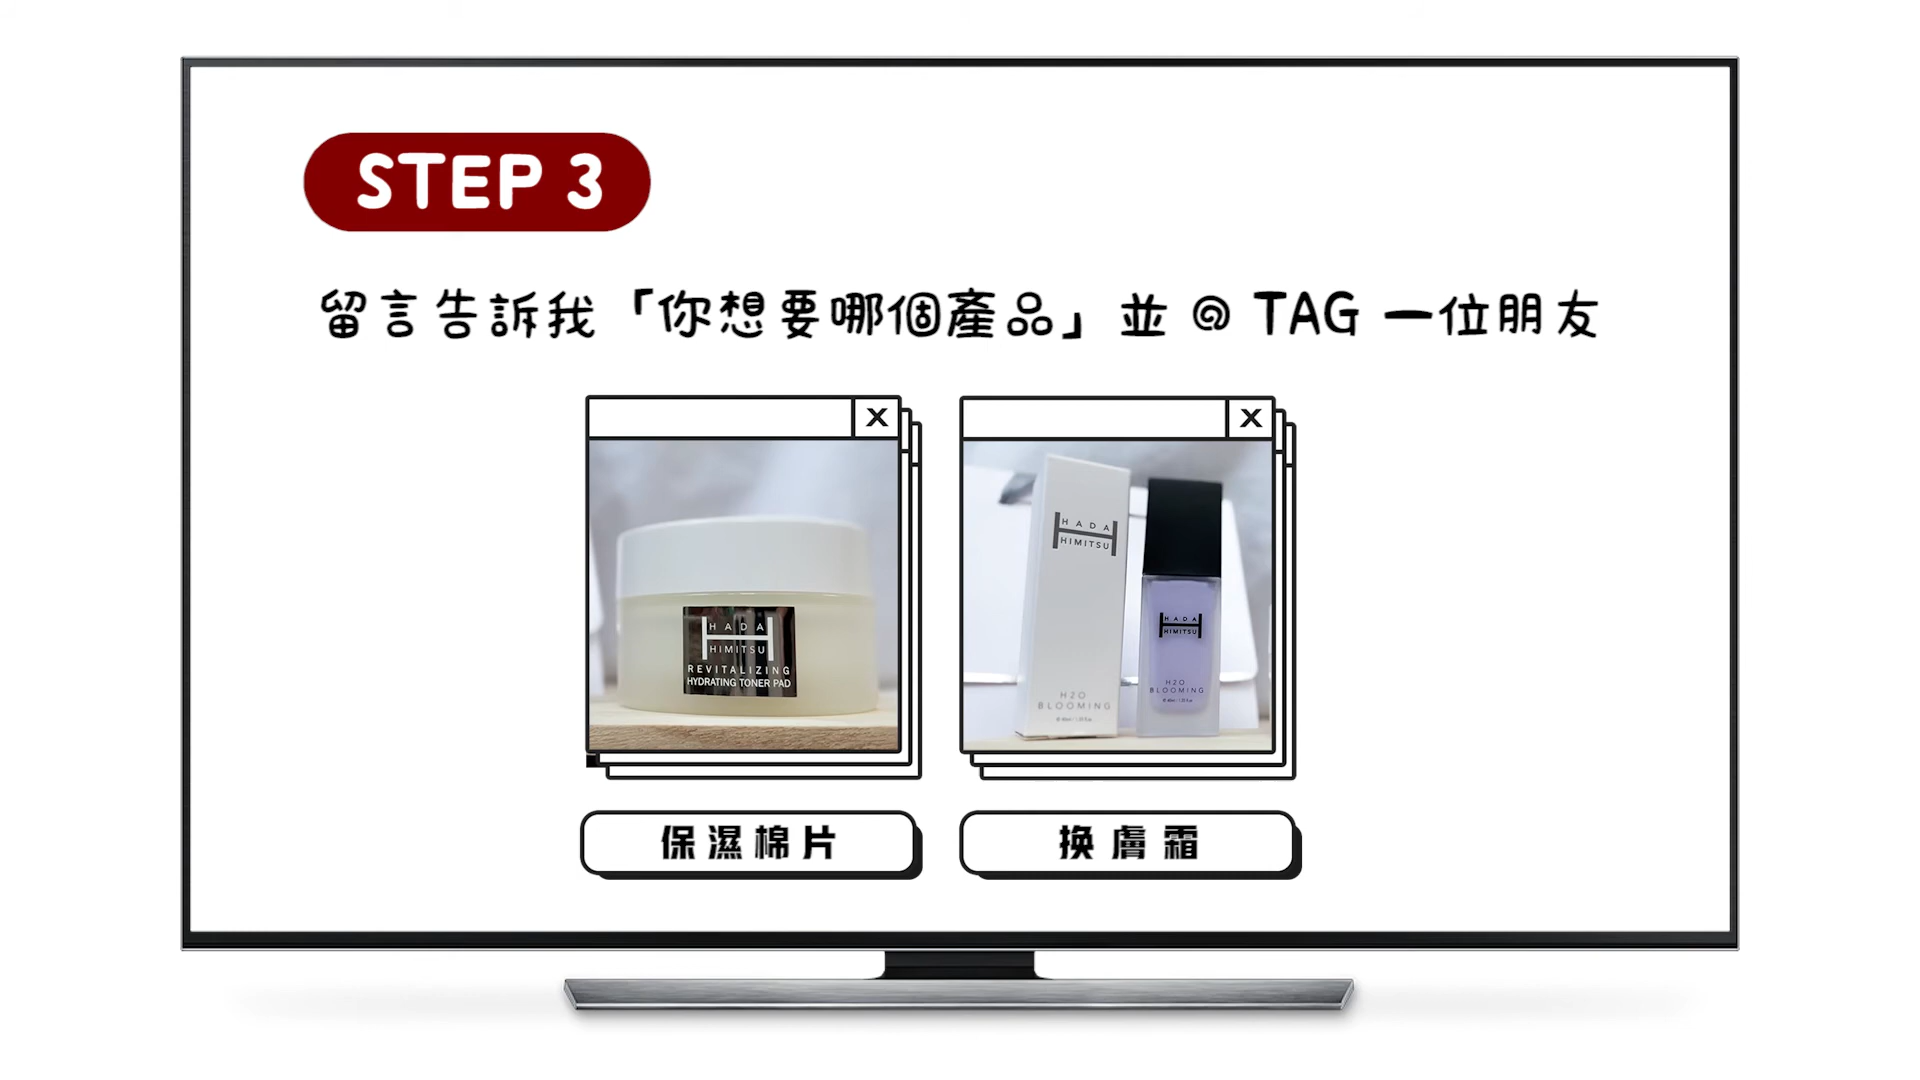 STEP 3
留言告訴我「你想要哪個產品」並 @ TAG 一位朋友
X
X
HADA
HIMITSU
REVITALIZING
HYDRATING TONER PAD
HADA
HIMITSU
H2O
BLOOMING
HADA
HIMITSU
H2O
BLOOMING
保濕棉片
換膚霜